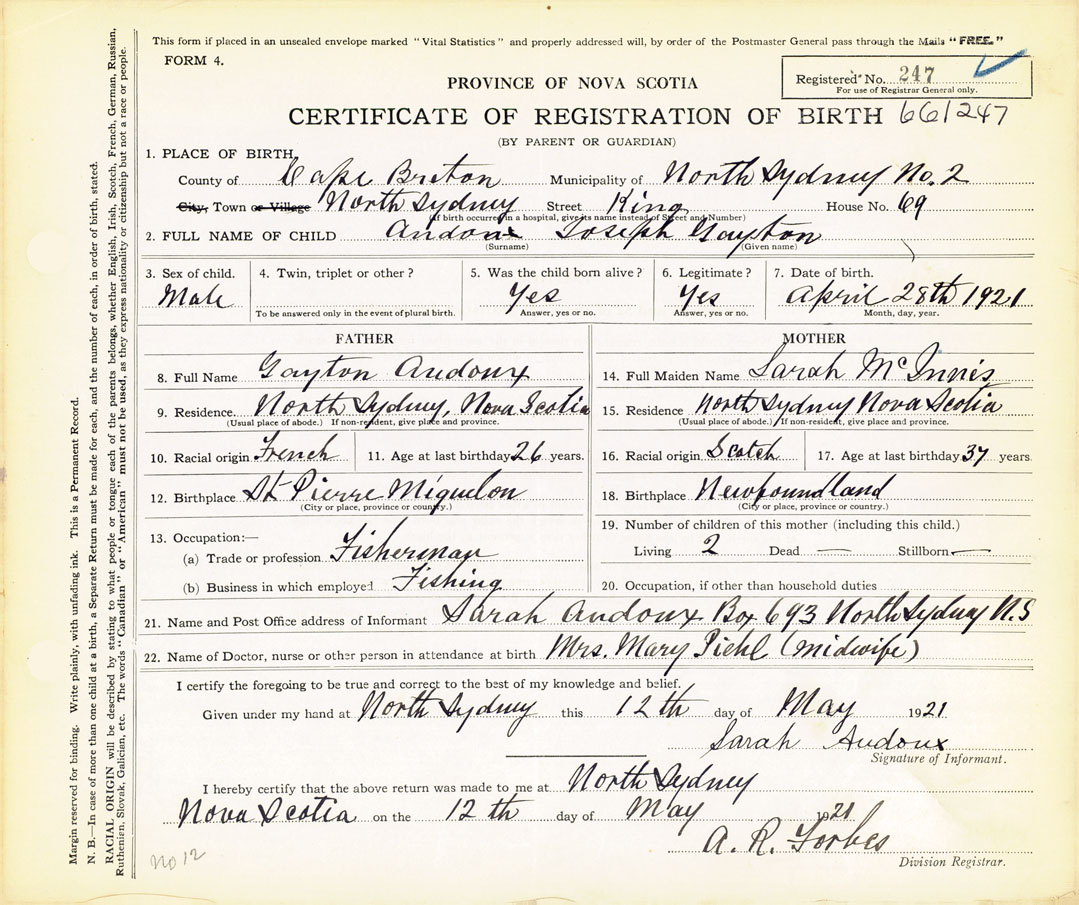 This form if placed in an unsealed envelope marked "Vital Statistics" and properly addressed will, by order of the Postmaster General pass through the Mails "FREE."
FORM 4.
Registered No. 247
For use of Registrar General only.
PROVINCE OF NOVA SCOTIA
CERTIFICATE OF REGISTRATION OF BIRTH 661247
(BY PARENT OR GUARDIAN)
1. PLACE OF BIRTH,
County of Cape Breton Municipality of North Sydney No. 2
City, Town or Village North Sydney Street King House No. 69
(If birth occurred in a hospital, give its name instead of Street and Number)
2. FULL NAME OF CHILD Andoux Joseph Gayton
(Surname) (Given name)
3. Sex of child. 4. Twin, triplet or other? 5. Was the child born alive? 6. Legitimate? 7. Date of birth.
Male Yes Yes April 28th 1921
To be answered only in the event of plural birth. Answer, yes or no. Answer, yes or no. Month, day, year.
FATHER
8. Full Name Gayton Andoux
9. Residence. North Sydney, Nova Scotia
(Usual place of abode.) If non-resident, give place and province.
10. Racial origin French 11. Age at last birthday 26 years.
12. Birthplace St Pierre Miquelon
(City or place, province or country.)
13. Occupation:—
(a) Trade or profession Fisherman
(b) Business in which employed Fishing
MOTHER
14. Full Maiden Name Sarah McInnis
15. Residence North Sydney Nova Scotia
(Usual place of abode.) If non-resident, give place and province.
16. Racial origin Scotch 17. Age at last birthday 37 years.
18. Birthplace Newfoundland
(City or place, province or country.)
19. Number of children of this mother (including this child.)
Living 2 Dead — Stillborn —
20. Occupation, if other than household duties
21. Name and Post Office address of Informant Sarah Andoux Box 693 North Sydney N.S
22. Name of Doctor, nurse or other person in attendance at birth Mrs. Mary Piehl (midwife)
I certify the foregoing to be true and correct to the best of my knowledge and belief.
Given under my hand at North Sydney this 12th day of May 1921
Sarah Andoux
Signature of Informant.
I hereby certify that the above return was made to me at North Sydney
Nova Scotia on the 12th day of May 1921
A. R. Forbes
Division Registrar.
No 12
Margin reserved for binding. Write plainly, with unfading ink. This is a Permanent Record.
N. B.—In case of more than one child at a birth, a Separate Return must be made for each, and the number of each, in order of birth, stated.
RACIAL ORIGIN will be described by stating to what people or tongue each of the parents belongs, whether English, Irish, Scotch, French, German, Russian,
Ruthenien, Slovak, Galician, etc. The words "Canadian" or "American" must not be used, as they express nationality or citizenship but not a race or people.